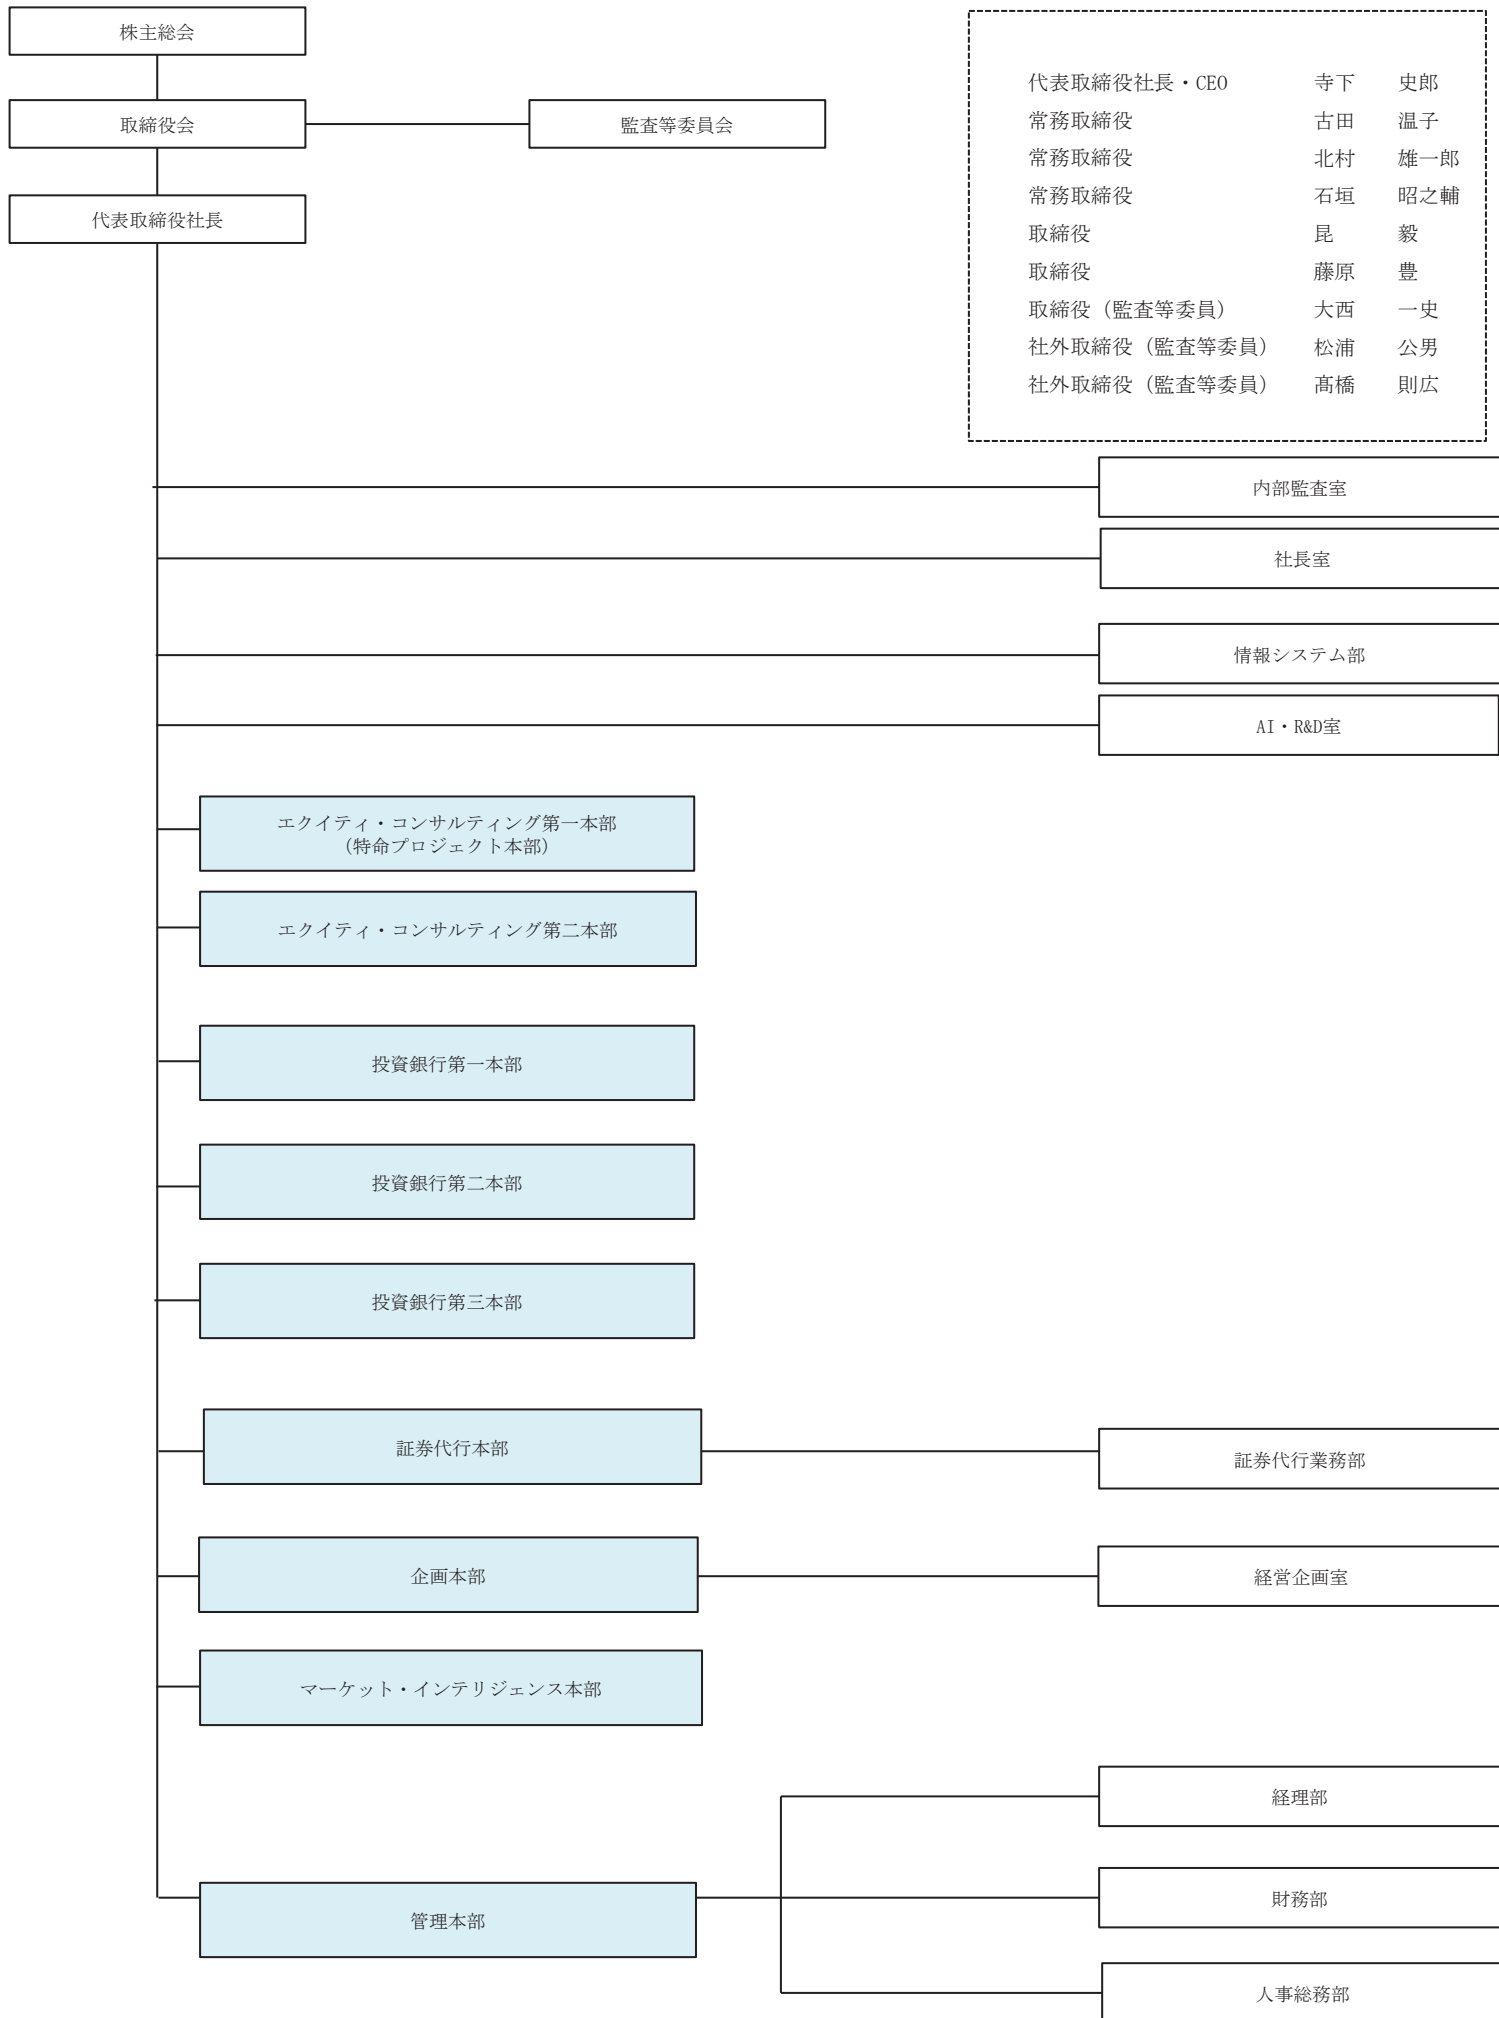 株主総会
取締役会
監査等委員会
代表取締役社長
代表取締役社長・CEO 寺下 史郎
常務取締役 古田 温子
常務取締役 北村 雄一郎
常務取締役 石垣 昭之輔
取締役 昆 毅
取締役 藤原 豊
取締役（監査等委員） 大西 一史
社外取締役（監査等委員） 松浦 公男
社外取締役（監査等委員） 髙橋 則広
内部監査室
社長室
情報システム部
AI・R&D室
エクイティ・コンサルティング第一本部
（特命プロジェクト本部）
エクイティ・コンサルティング第二本部
投資銀行第一本部
投資銀行第二本部
投資銀行第三本部
証券代行本部
証券代行業務部
企画本部
経営企画室
マーケット・インテリジェンス本部
経理部
財務部
管理本部
人事総務部